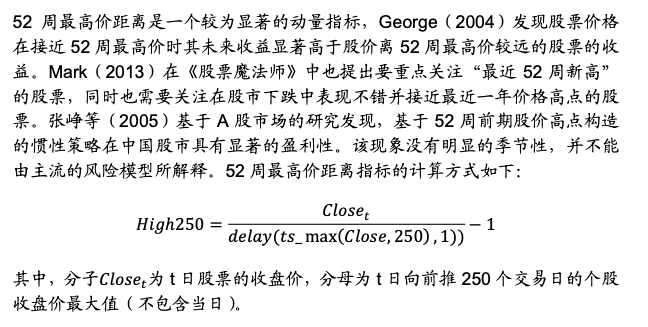 52 周最高价距离是一个较为显著的动量指标，George（2004）发现股票价格
在接近 52 周最高价时其未来收益显著高于股价离 52 周最高价较远的股票的收
益。Mark（2013）在《股票魔法师》中也提出要重点关注“最近 52 周新高”
的股票，同时也需要关注在股市下跌中表现不错并接近最近一年价格高点的股
票。张峥等（2005）基于 A 股市场的研究发现，基于 52 周前期股价高点构造
的惯性策略在中国股市具有显著的盈利性。该现象没有明显的季节性，并不能
由主流的风险模型所解释。52 周最高价距离指标的计算方式如下：
High250 = Close_t / delay(ts_max(Close, 250), 1)) − 1
其中，分子Close_t为 t 日股票的收盘价，分母为 t 日向前推 250 个交易日的个股
收盘价最大值（不包含当日）。